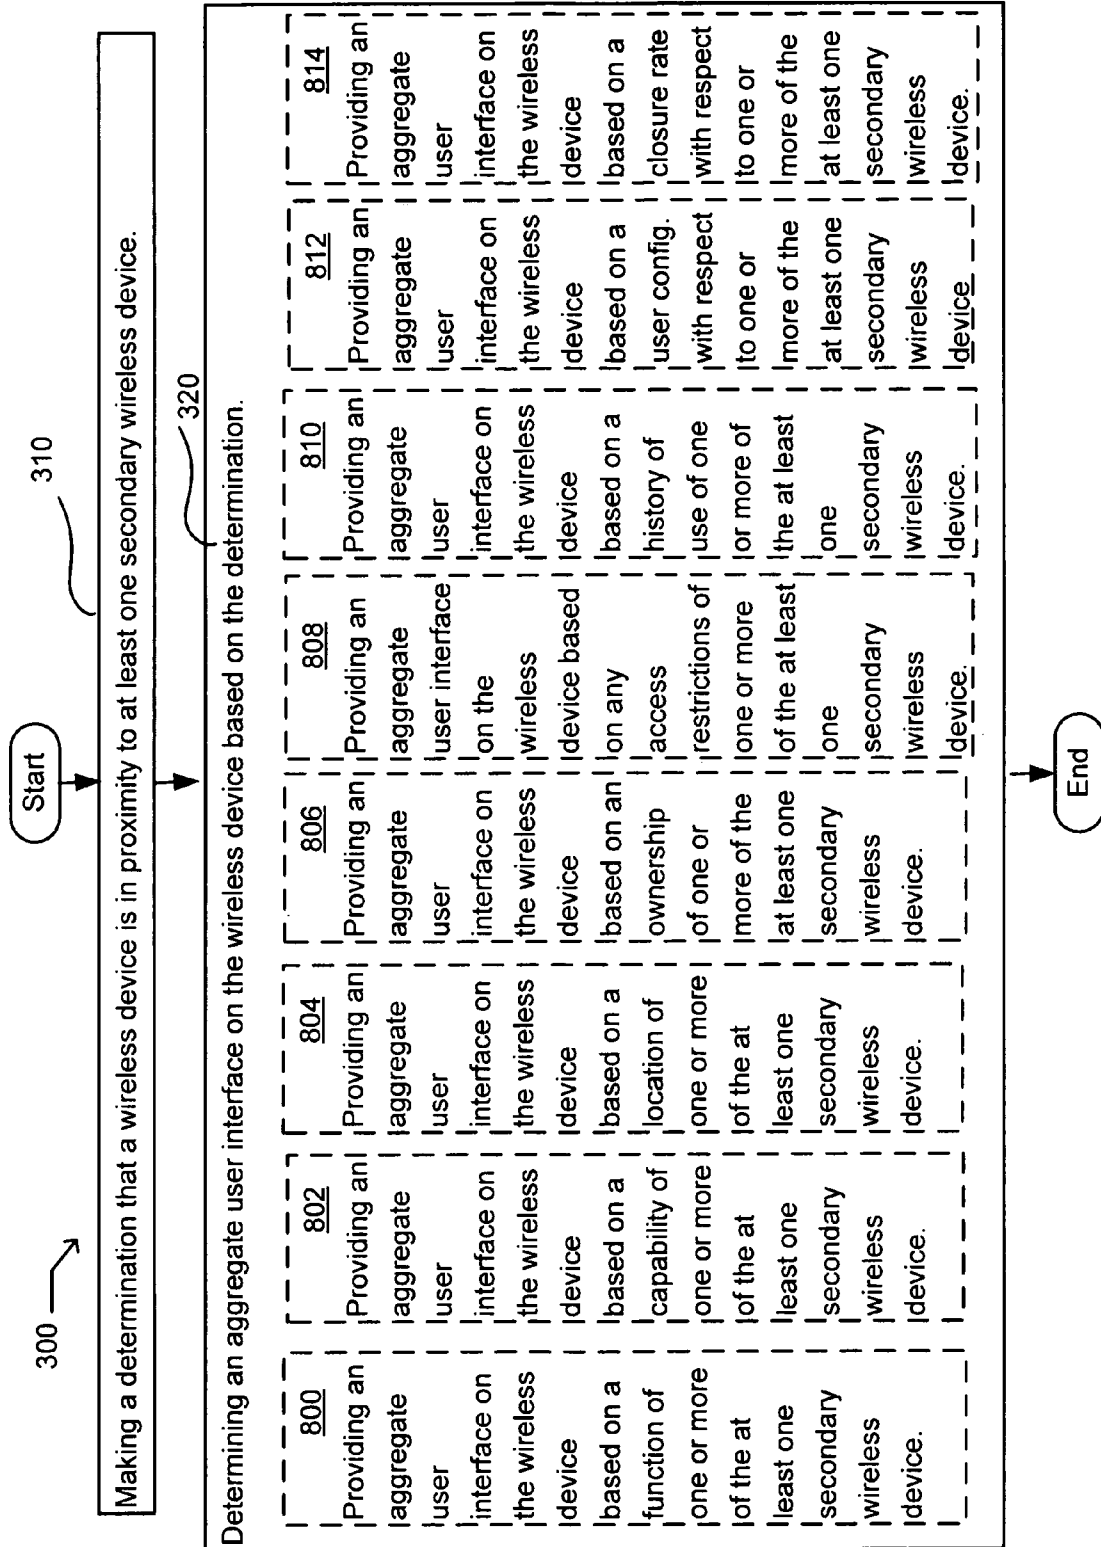 300
Start
310
Making a determination that a wireless device is in proximity to at least one secondary wireless device.
320
Determining an aggregate user interface on the wireless device based on the determination.
800
Providing an
aggregate
user
interface on
the wireless
device
based on a
function of
one or more
of the at
least one
secondary
wireless
device.
802
Providing an
aggregate
user
interface on
the wireless
device
based on a
capability of
one or more
of the at
least one
secondary
wireless
device.
804
Providing an
aggregate
user
interface on
the wireless
device
based on a
location of
one or more
of the at
least one
secondary
wireless
device.
806
Providing an
aggregate
user
interface on
the wireless
device
based on an
ownership
of one or
more of the
at least one
secondary
wireless
device.
808
Providing an
aggregate
user interface
on the
wireless
device based
on any
access
restrictions of
one or more
of the at least
one
secondary
wireless
device.
810
Providing an
aggregate
user
interface on
the wireless
device
based on a
history of
use of one
or more of
the at least
one
secondary
wireless
device.
812
Providing an
aggregate
user
interface on
the wireless
device
based on a
user config.
with respect
to one or
more of the
at least one
secondary
wireless
device
814
Providing an
aggregate
user
interface on
the wireless
device
based on a
closure rate
with respect
to one or
more of the
at least one
secondary
wireless
device.
End